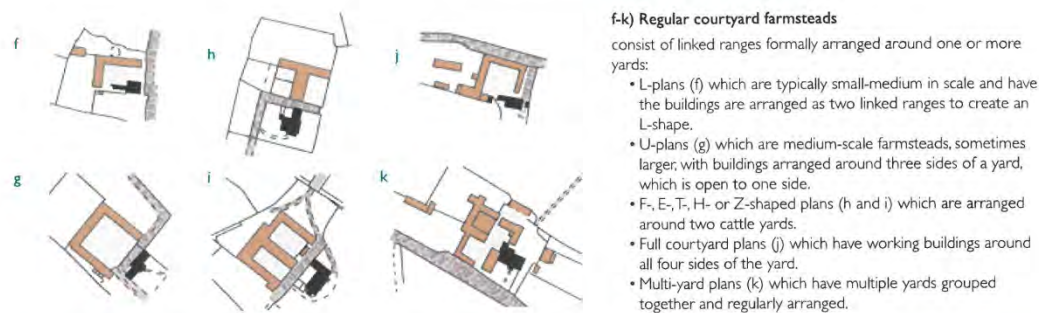 f
h
j
g
i
k
f-k) Regular courtyard farmsteads
consist of linked ranges formally arranged around one or more
yards:
• L-plans (f) which are typically small-medium in scale and have
the buildings are arranged as two linked ranges to create an
L-shape.
• U-plans (g) which are medium-scale farmsteads, sometimes
larger, with buildings arranged around three sides of a yard,
which is open to one side.
• F-, E-,T-, H- or Z-shaped plans (h and i) which are arranged
around two cattle yards.
• Full courtyard plans (j) which have working buildings around
all four sides of the yard.
• Multi-yard plans (k) which have multiple yards grouped
together and regularly arranged.